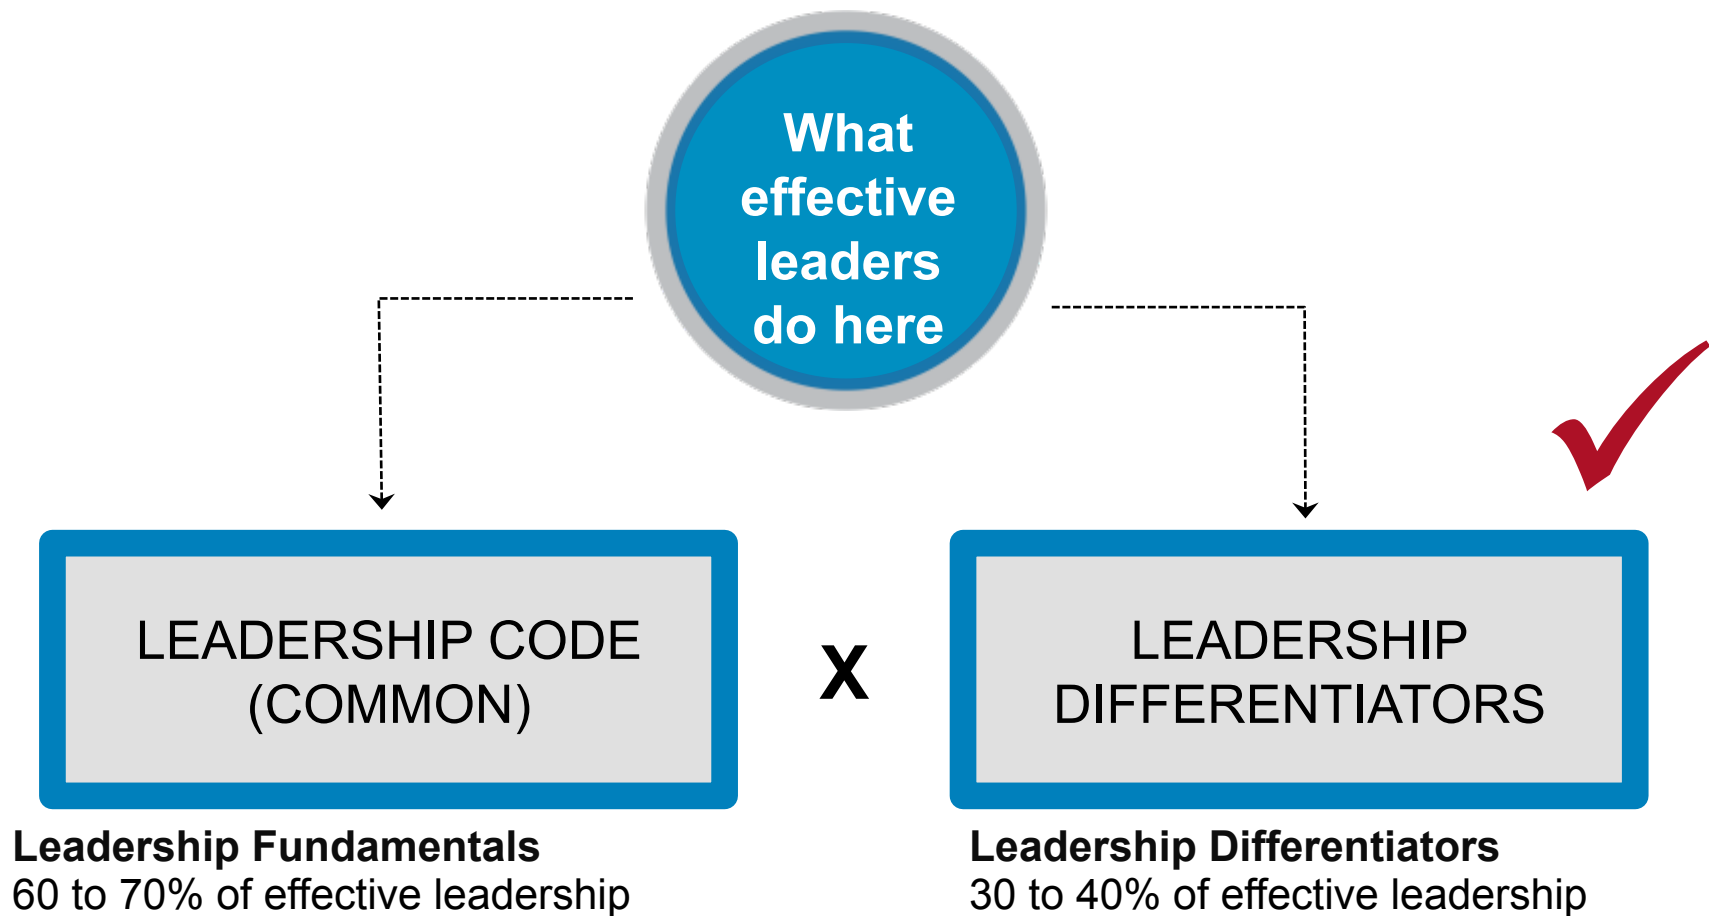 What
effective
leaders
do here
LEADERSHIP CODE
(COMMON)
X
LEADERSHIP
DIFFERENTIATORS
Leadership Fundamentals
60 to 70% of effective leadership
Leadership Differentiators
30 to 40% of effective leadership